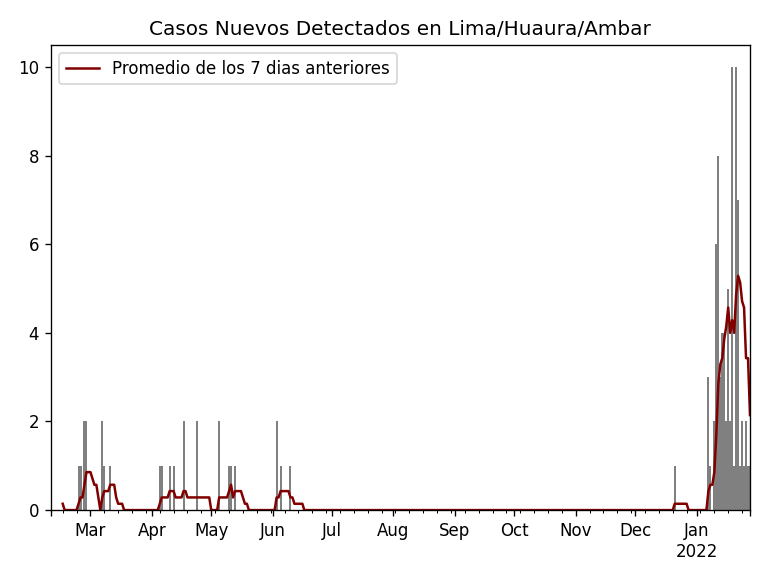 Casos Nuevos Detectados en Lima/Huaura/Ambar
Promedio de los 7 dias anteriores
10
8
6
4
2
0
Mar Apr May Jun Jul Aug Sep Oct Nov Dec Jan
2022